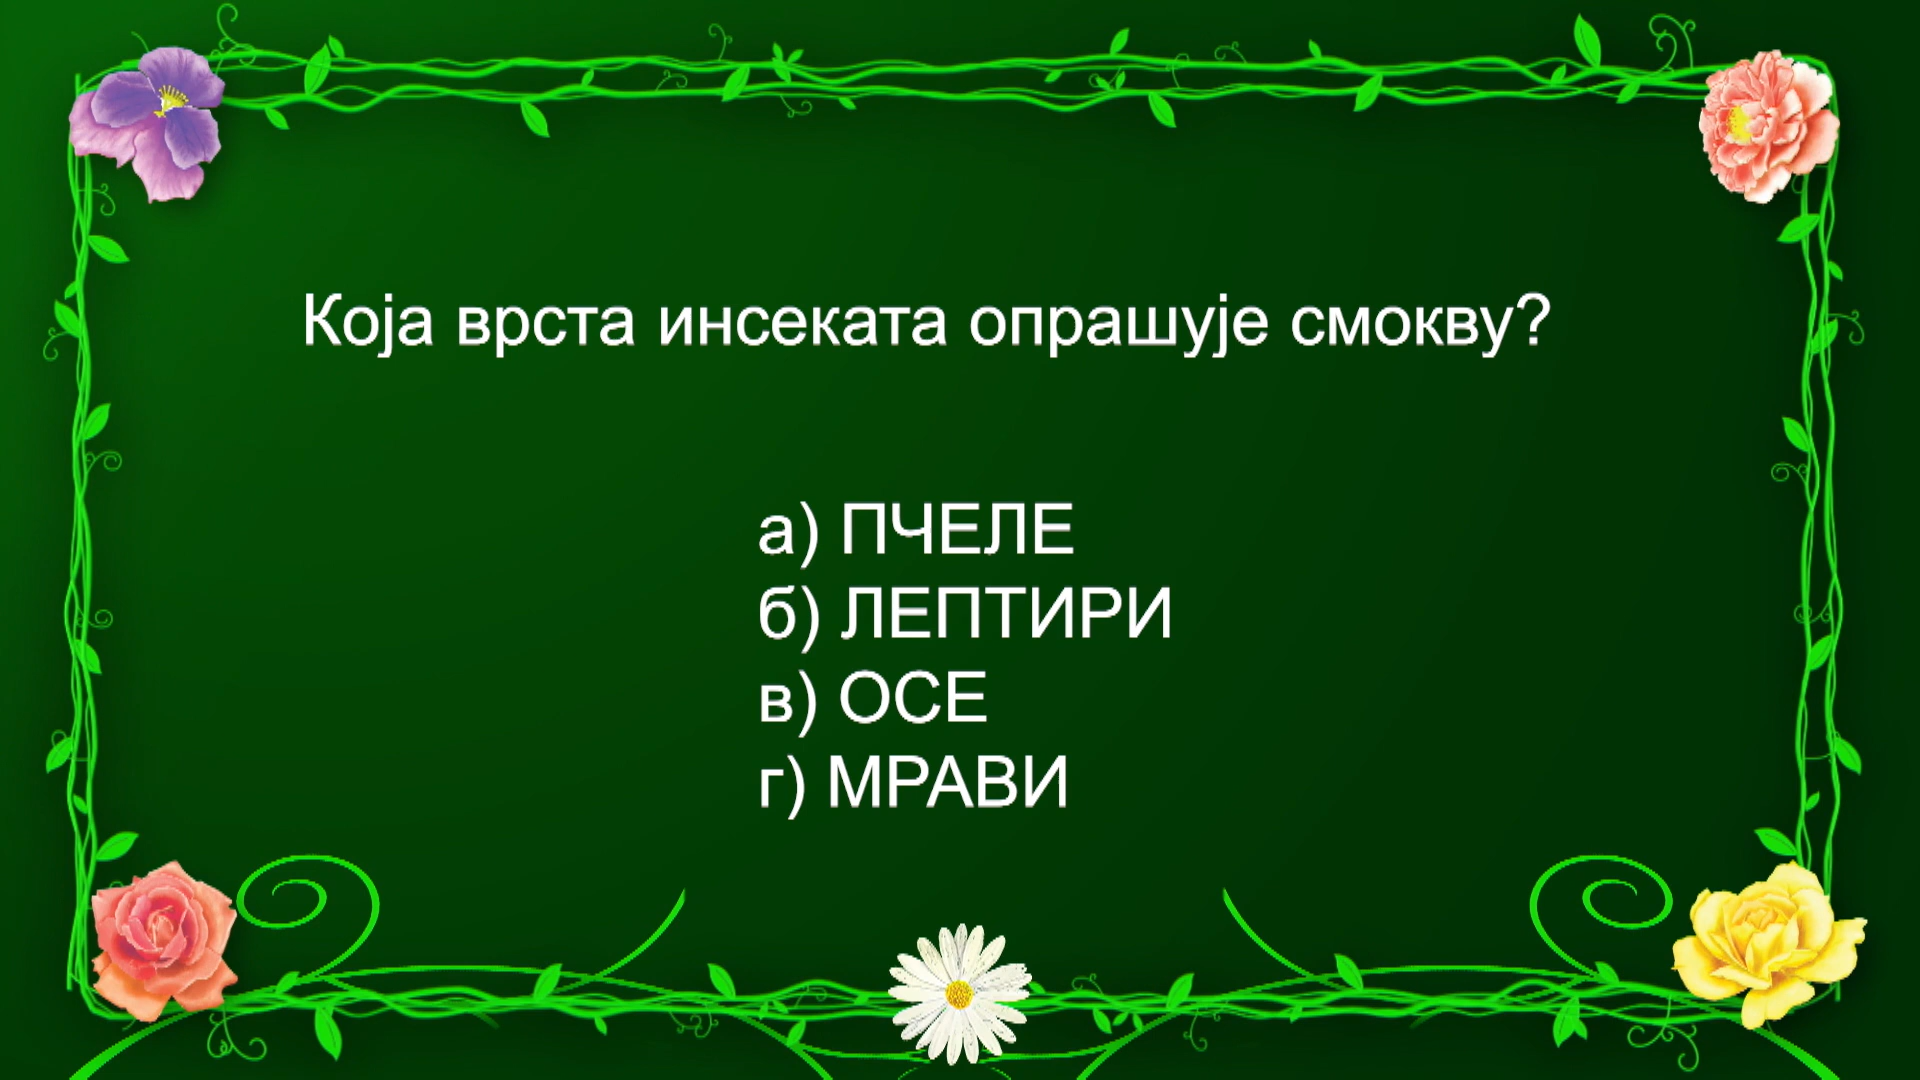 Која врста инсеката опрашује смокву?
а) ПЧЕЛЕ
б) ЛЕПТИРИ
в) ОСЕ
г) МРАВИ